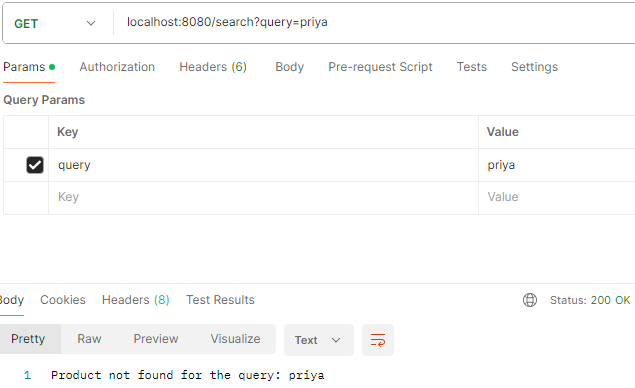 GET localhost:8080/search?query=priya
Params Authorization Headers (6) Body Pre-request Script Tests Settings
Query Params
Key Value
query priya
Key Value
Body Cookies Headers (8) Test Results Status: 200 OK
Pretty Raw Preview Visualize Text
1 Product not found for the query: priya